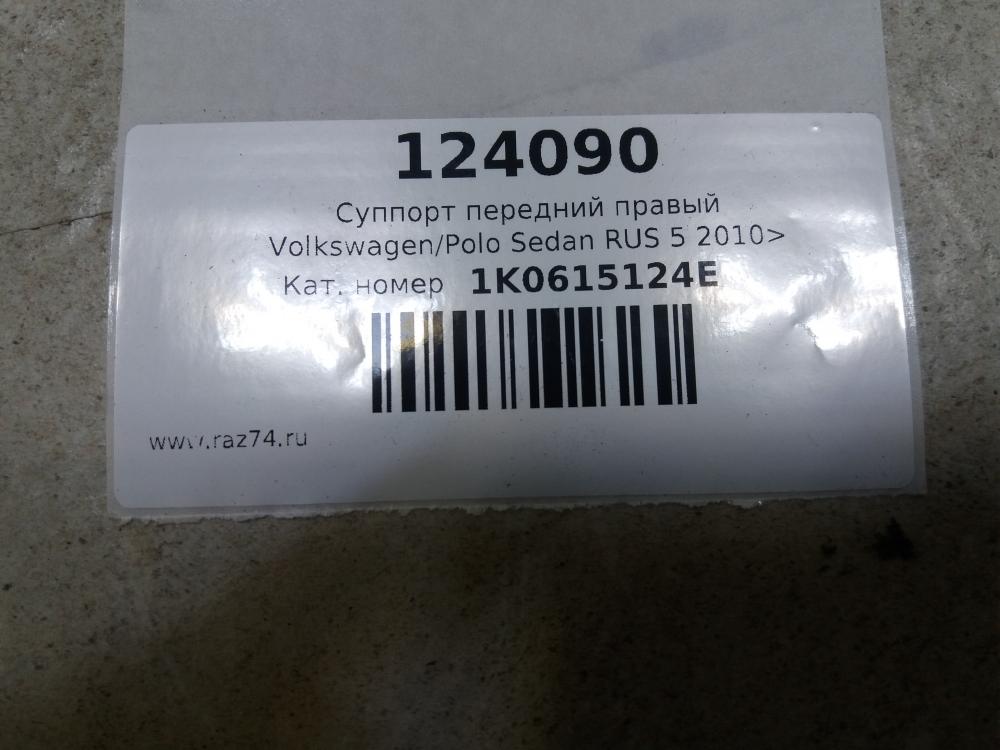 124090
Суппорт передний правый
Volkswagen/Polo Sedan RUS 5 2010>
Кат. номер 1K0615124E
www.raz74.ru